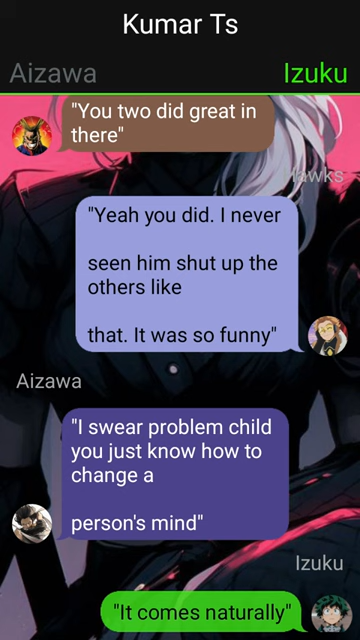 Kumar Ts
Aizawa
Izuku
"You two did great in
there"
Hawks
"Yeah you did. I never
seen him shut up the
others like
that. It was so funny"
Aizawa
"I swear problem child
you just know how to
change a
person's mind"
Izuku
"It comes naturally"